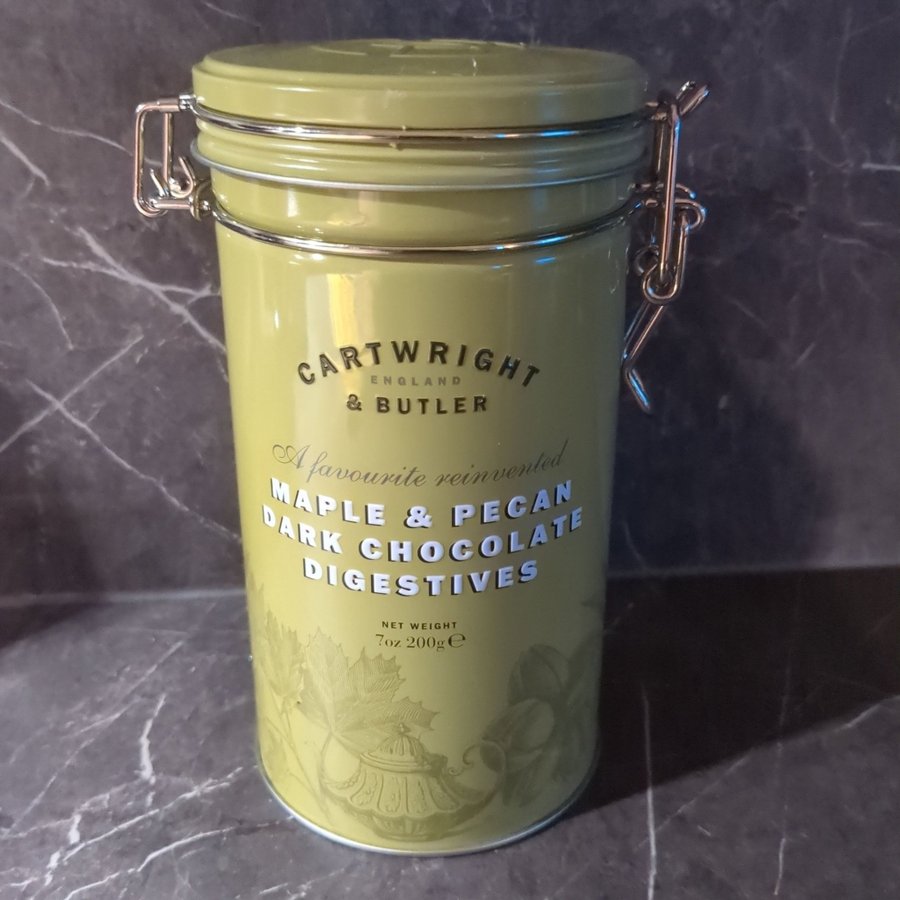 CARTWRIGHT
ENGLAND
& BUTLER
A favourite reinvented
MAPLE & PECAN
DARK CHOCOLATE
DIGESTIVES
NET WEIGHT
7oz 200g ℮